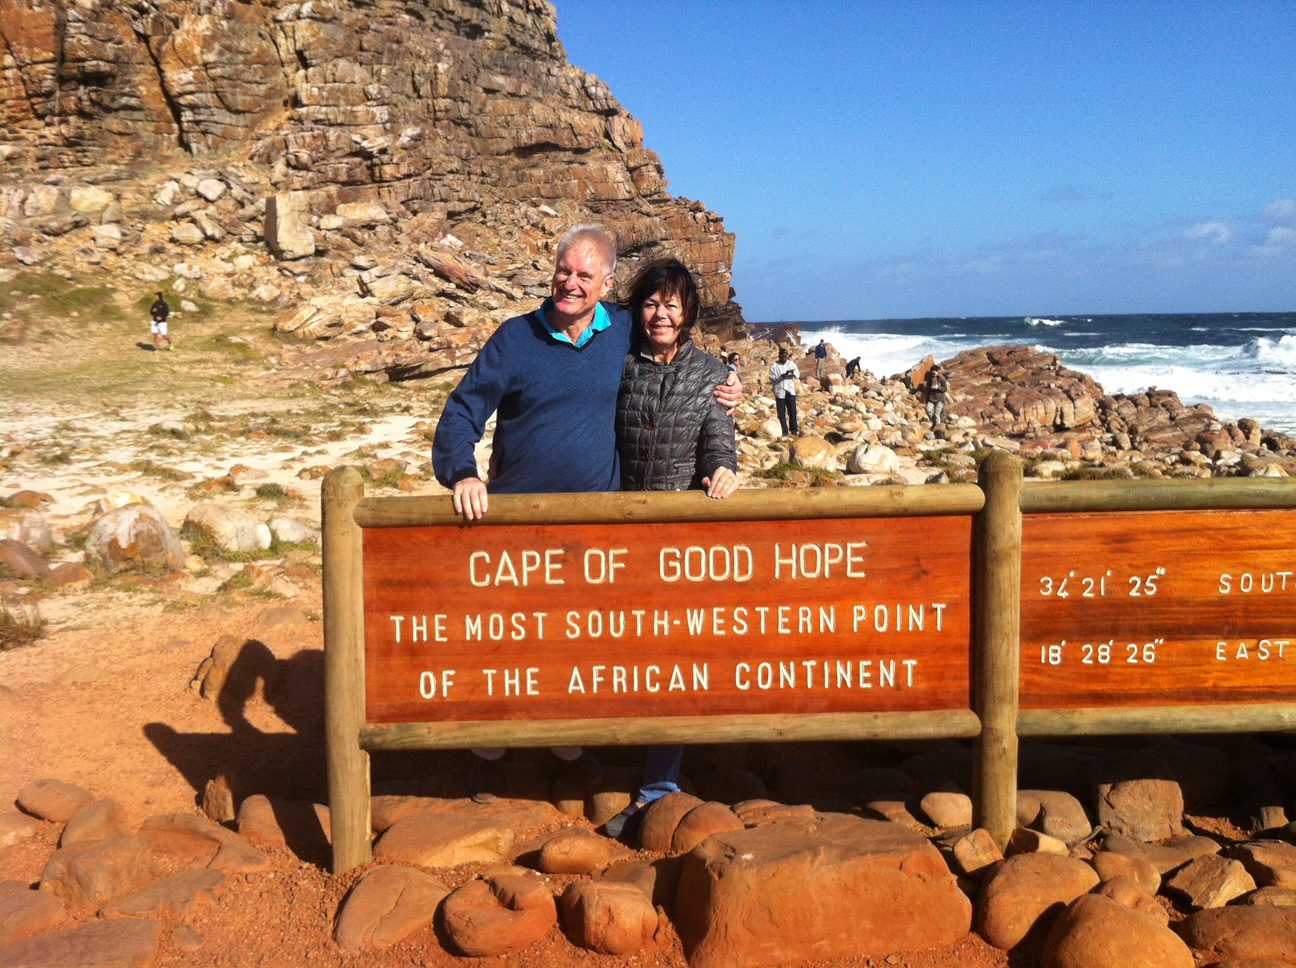 CAPE OF GOOD HOPE
THE MOST SOUTH-WESTERN POINT
OF THE AFRICAN CONTINENT
34° 21' 25" SOUT
18° 28' 26" EAST